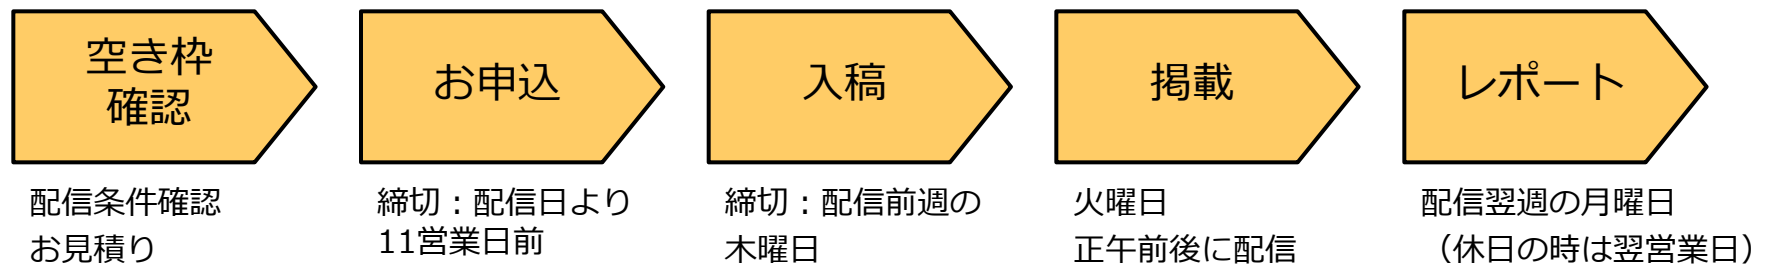 空き枠
確認
お申込
入稿
掲載
レポート
配信条件確認
お見積り
締切：配信日より
11営業日前
締切：配信前週の
木曜日
火曜日
正午前後に配信
配信翌週の月曜日
（休日の時は翌営業日）